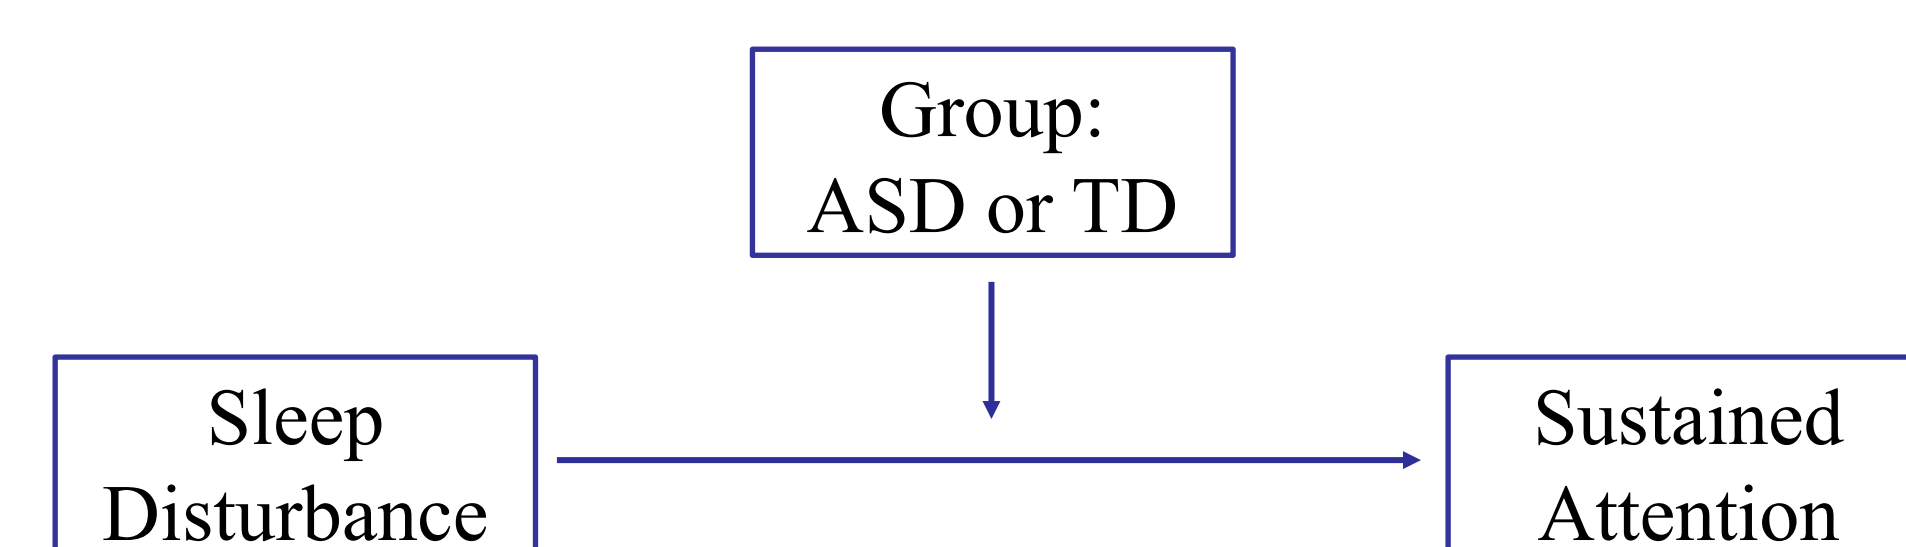 Group:
ASD or TD
Sleep
Disturbance
Sustained
Attention